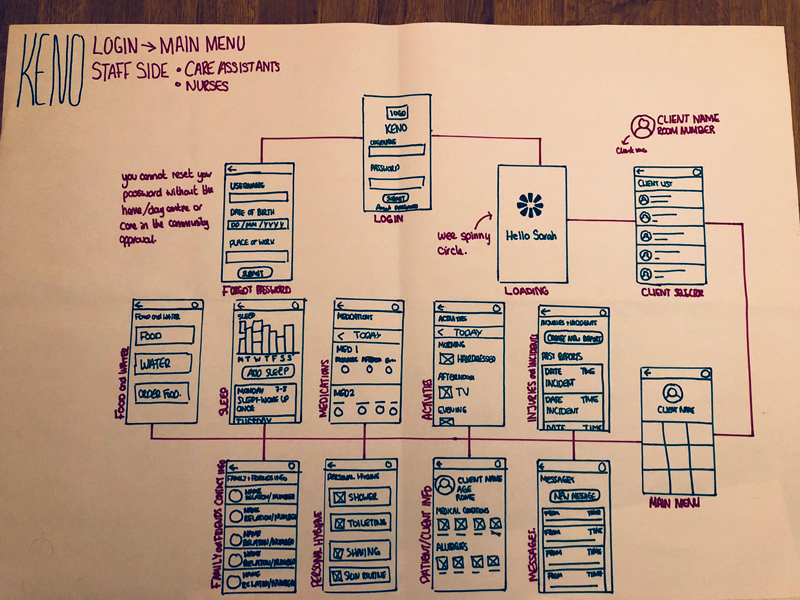 KENO
LOGIN → MAIN MENU
STAFF SIDE • CARE ASSISTANTS
• NURSES
LOGO
KENO
USERNAME
PASSWORD
SUBMIT
Forgot password
LOGIN
you cannot reset your
password without the
home/day centre or
care in the community
approval.
USERNAME
DATE OF BIRTH
DD/MM/YYYY
PLACE OF WORK
SUBMIT
FORGOT PASSWORD
wee spinny
circle.
Hello Sarah
LOADING
CLIENT NAME
ROOM NUMBER
CLIENT LIST
CLIENT SELECTOR
FOOD AND WATER
FOOD
WATER
ORDER FOOD.
FOOD AND WATER
SLEEP
M T W T F S S
ADD SLEEP
MONDAY 7-8
SLEPT-WOKE UP
ONCE
TUESDAY
SLEEP
MEDICATIONS
< TODAY
MED 1
MORNING AFTERNOON
MED2
MEDICATIONS
ACTIVITIES
< TODAY
MORNING
HAIRDRESSER
AFTERNOON
TV
EVENING
ACTIVITIES
INJURIES + INCIDENTS
CREATE NEW REPORT
PAST REPORTS
DATE TIME
INCIDENT
DATE TIME
INCIDENT
DATE TIME
INJURIES AND INCIDENTS
CLIENT NAME
MAIN MENU
FAMILY + FRIENDS INFO
NAME
RELATION/NUMBER
NAME
RELATION/NUMBER
NAME
RELATION/NUMBER
NAME
RELATION/NUMBER
NAME
RELATION/NUMBER
FAMILY AND FRIENDS CONTACT INFO
PERSONAL HYGIENE
SHOWER
TOILETING
SHAVING
SKIN ROUTINE
PERSONAL HYGIENE
CLIENT NAME
AGE
ROOM
MEDICAL CONDITIONS
ALLERGIES
PATIENT/CLIENT INFO
MESSAGES
NEW MESSAGE
FROM TIME
FROM TIME
FROM TIME
FROM TIME
MESSAGES